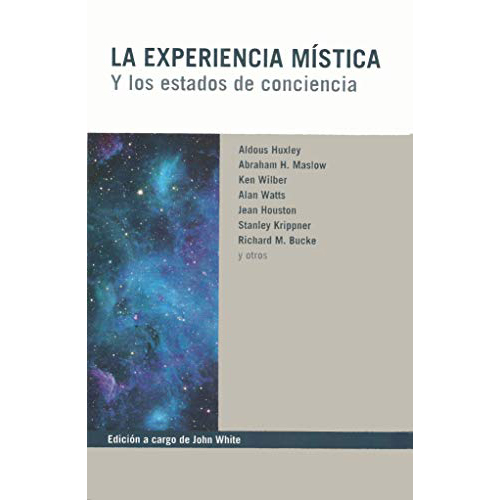 LA EXPERIENCIA MÍSTICA
Y los estados de conciencia
Aldous Huxley
Abraham H. Maslow
Ken Wilber
Alan Watts
Jean Houston
Stanley Krippner
Richard M. Bucke
y otros
Edición a cargo de John White